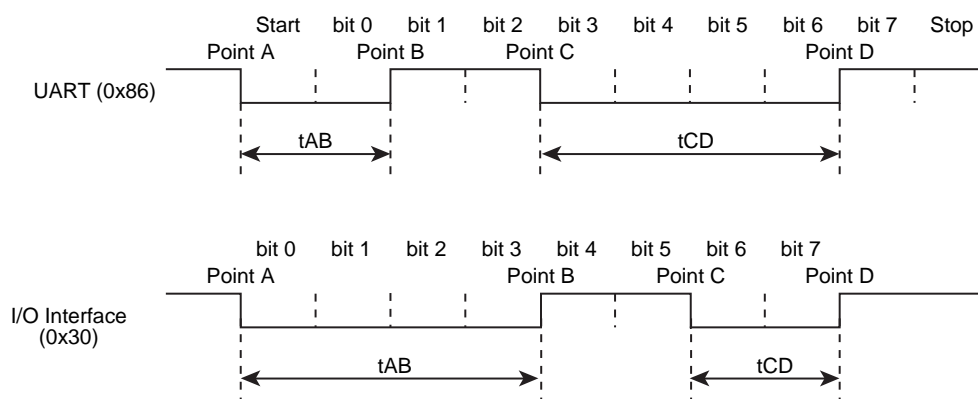 Start bit 0 bit 1 bit 2 bit 3 bit 4 bit 5 bit 6 bit 7 Stop
Point A Point B Point C Point D
UART (0x86)
tAB tCD
bit 0 bit 1 bit 2 bit 3 bit 4 bit 5 bit 6 bit 7
Point A Point B Point C Point D
I/O Interface
(0x30)
tAB tCD